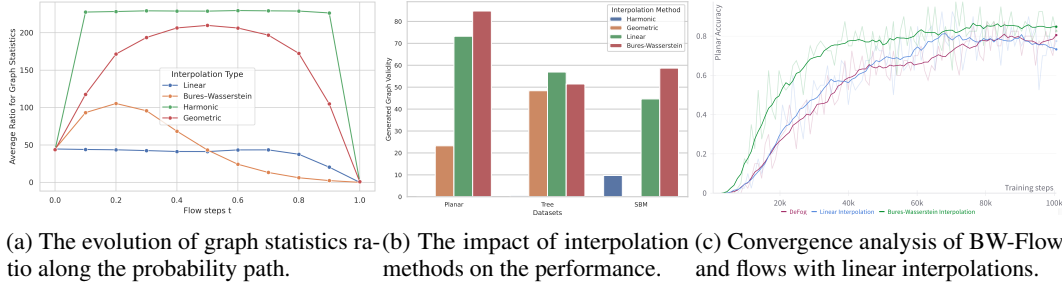 Average Ratio for Graph Statistics
200
150
100
50
0
Interpolation Type
Linear
Bures–Wasserstein
Harmonic
Geometric
0.0 0.2 0.4 0.6 0.8 1.0
Flow steps t
Generated Graph Validity
90
80
70
60
50
40
30
20
10
0
Interpolation Method
Harmonic
Geometric
Linear
Bures-Wasserstein
Planar Tree SBM
Datasets
Planar Accuracy
0.8
0.6
0.4
0.2
0
Training steps
20k 40k 60k 80k 100k
DeFog Linear Interpolation Bures-Wasserstein Interpolation
(a) The evolution of graph statistics ra-
tio along the probability path.
(b) The impact of interpolation
methods on the performance.
(c) Convergence analysis of BW-Flow
and flows with linear interpolations.